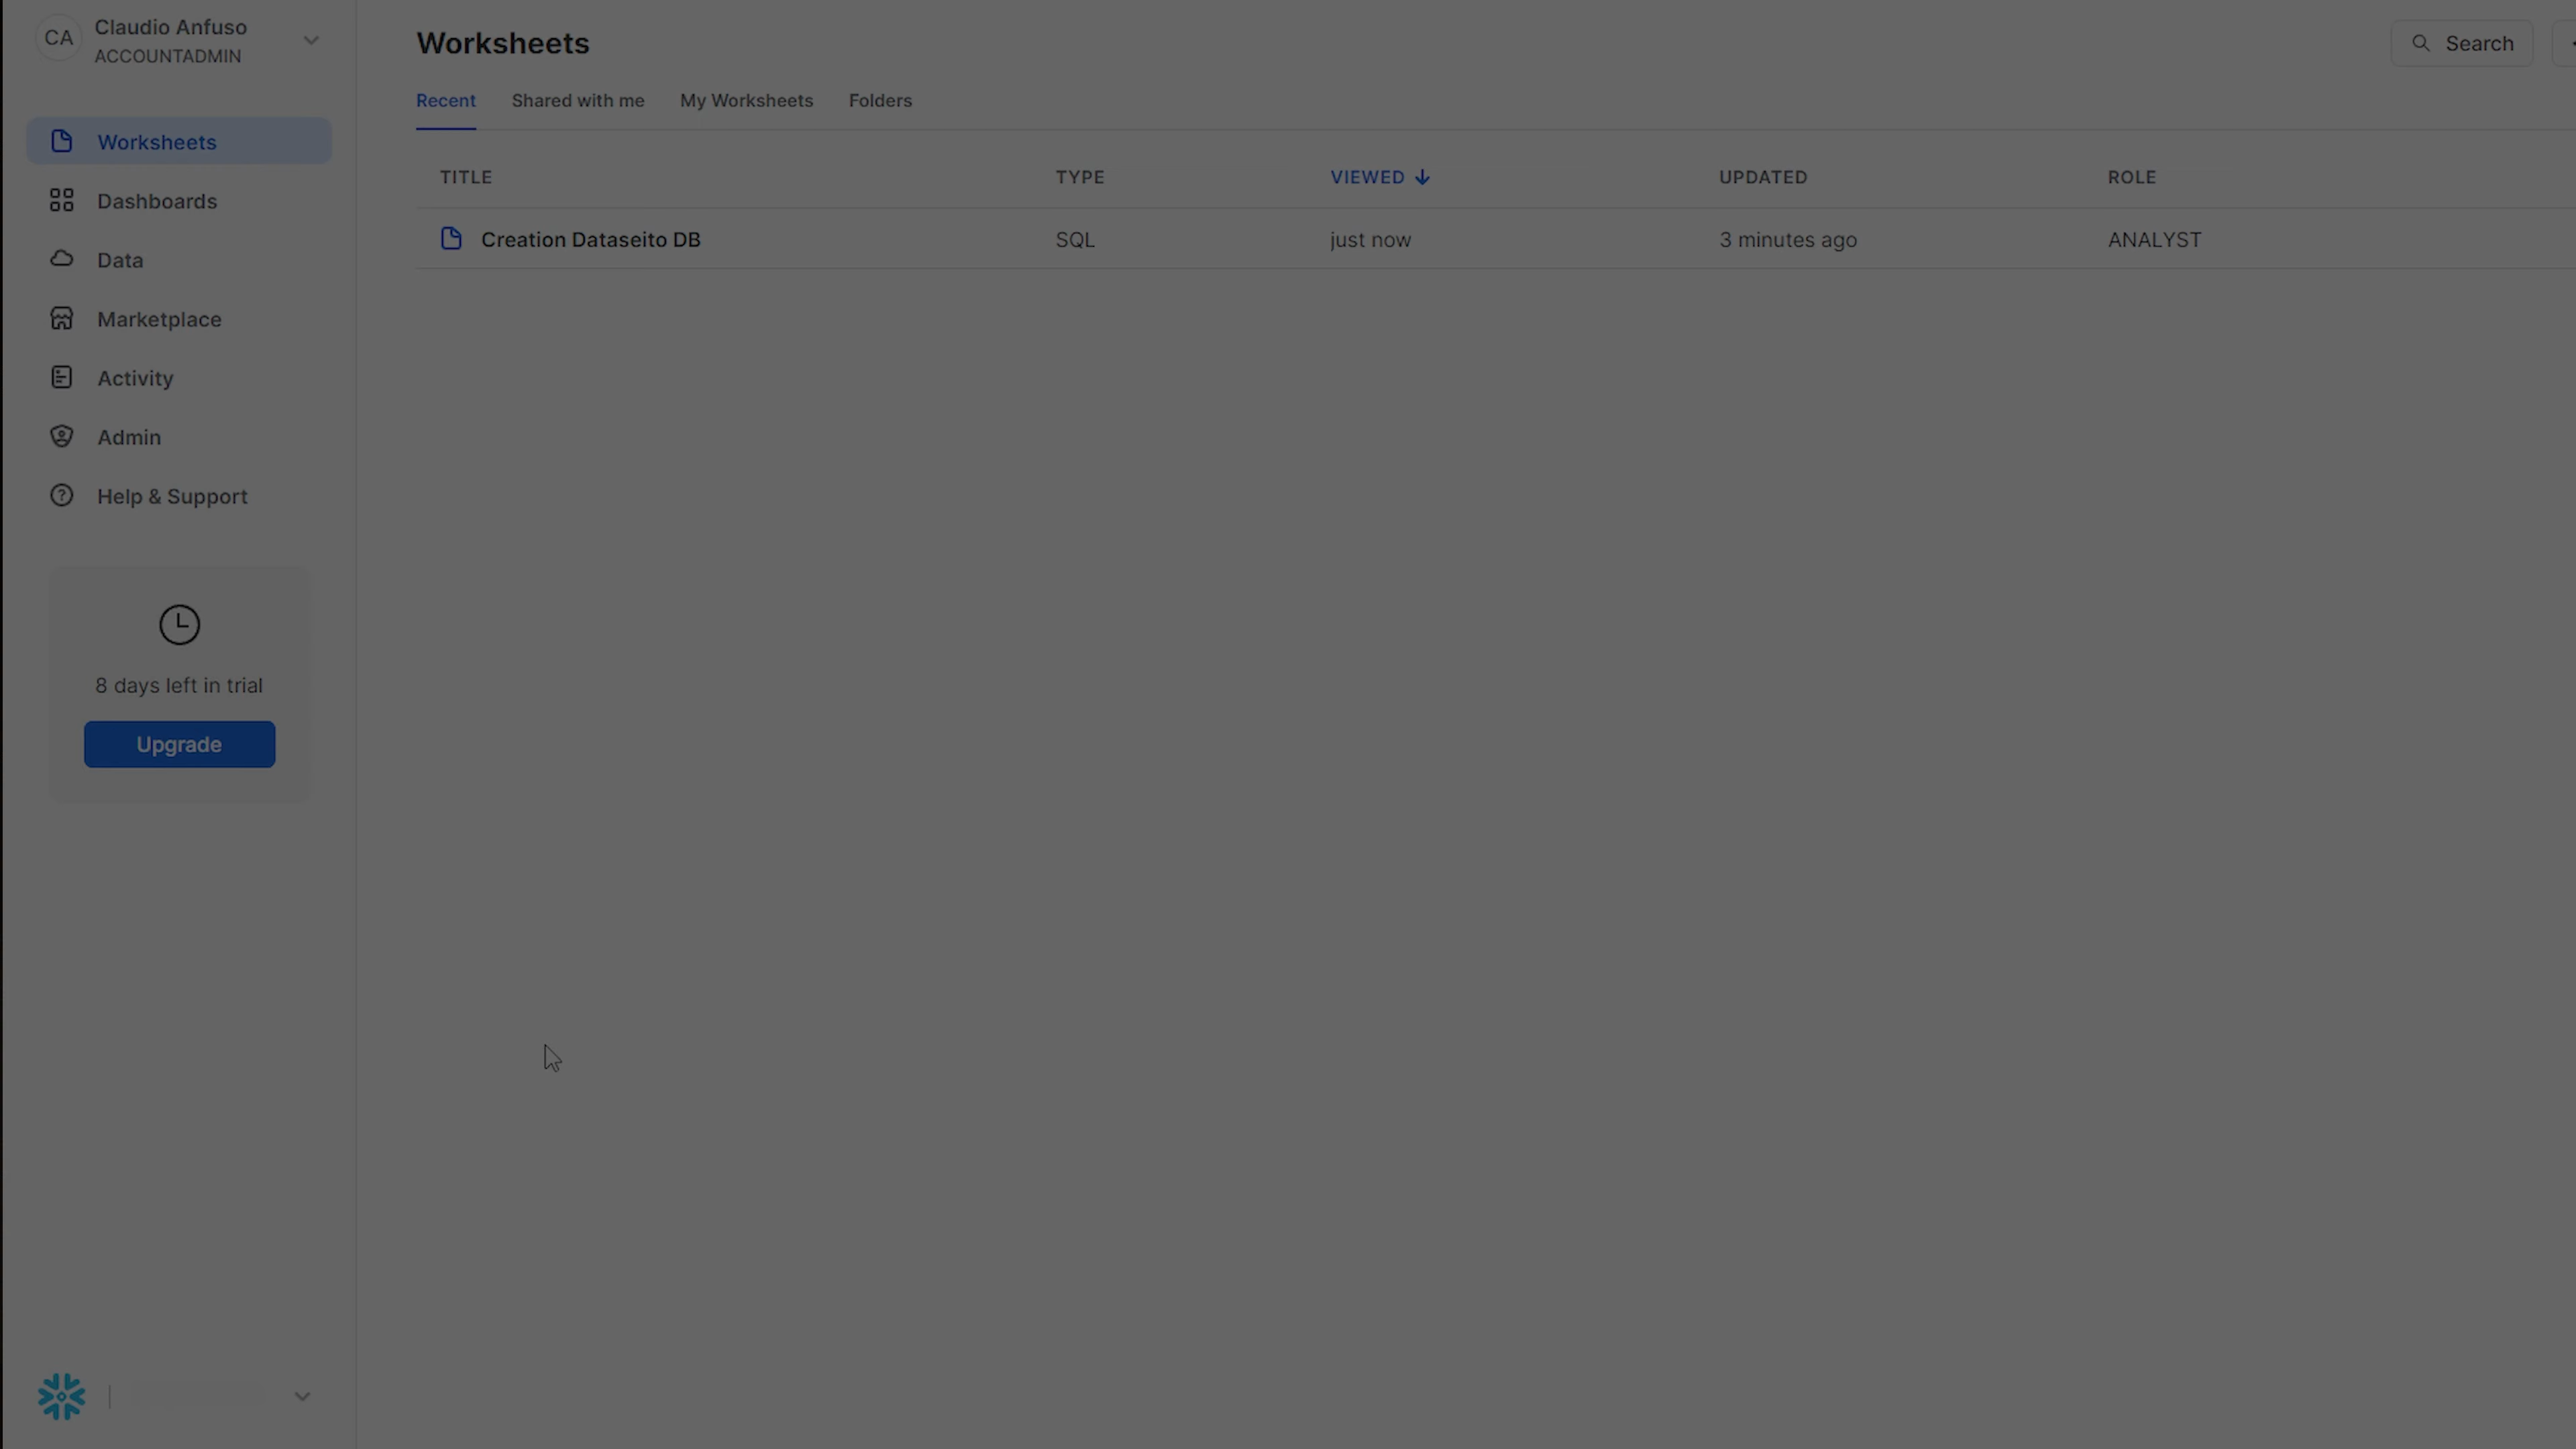 CA
Claudio Anfuso
ACCOUNTADMIN
Worksheets
Dashboards
Data
Marketplace
Activity
Admin
Help & Support
8 days left in trial
Upgrade
Worksheets
Search
Recent Shared with me My Worksheets Folders
TITLE TYPE VIEWED UPDATED ROLE
Creation Dataseito DB SQL just now 3 minutes ago ANALYST